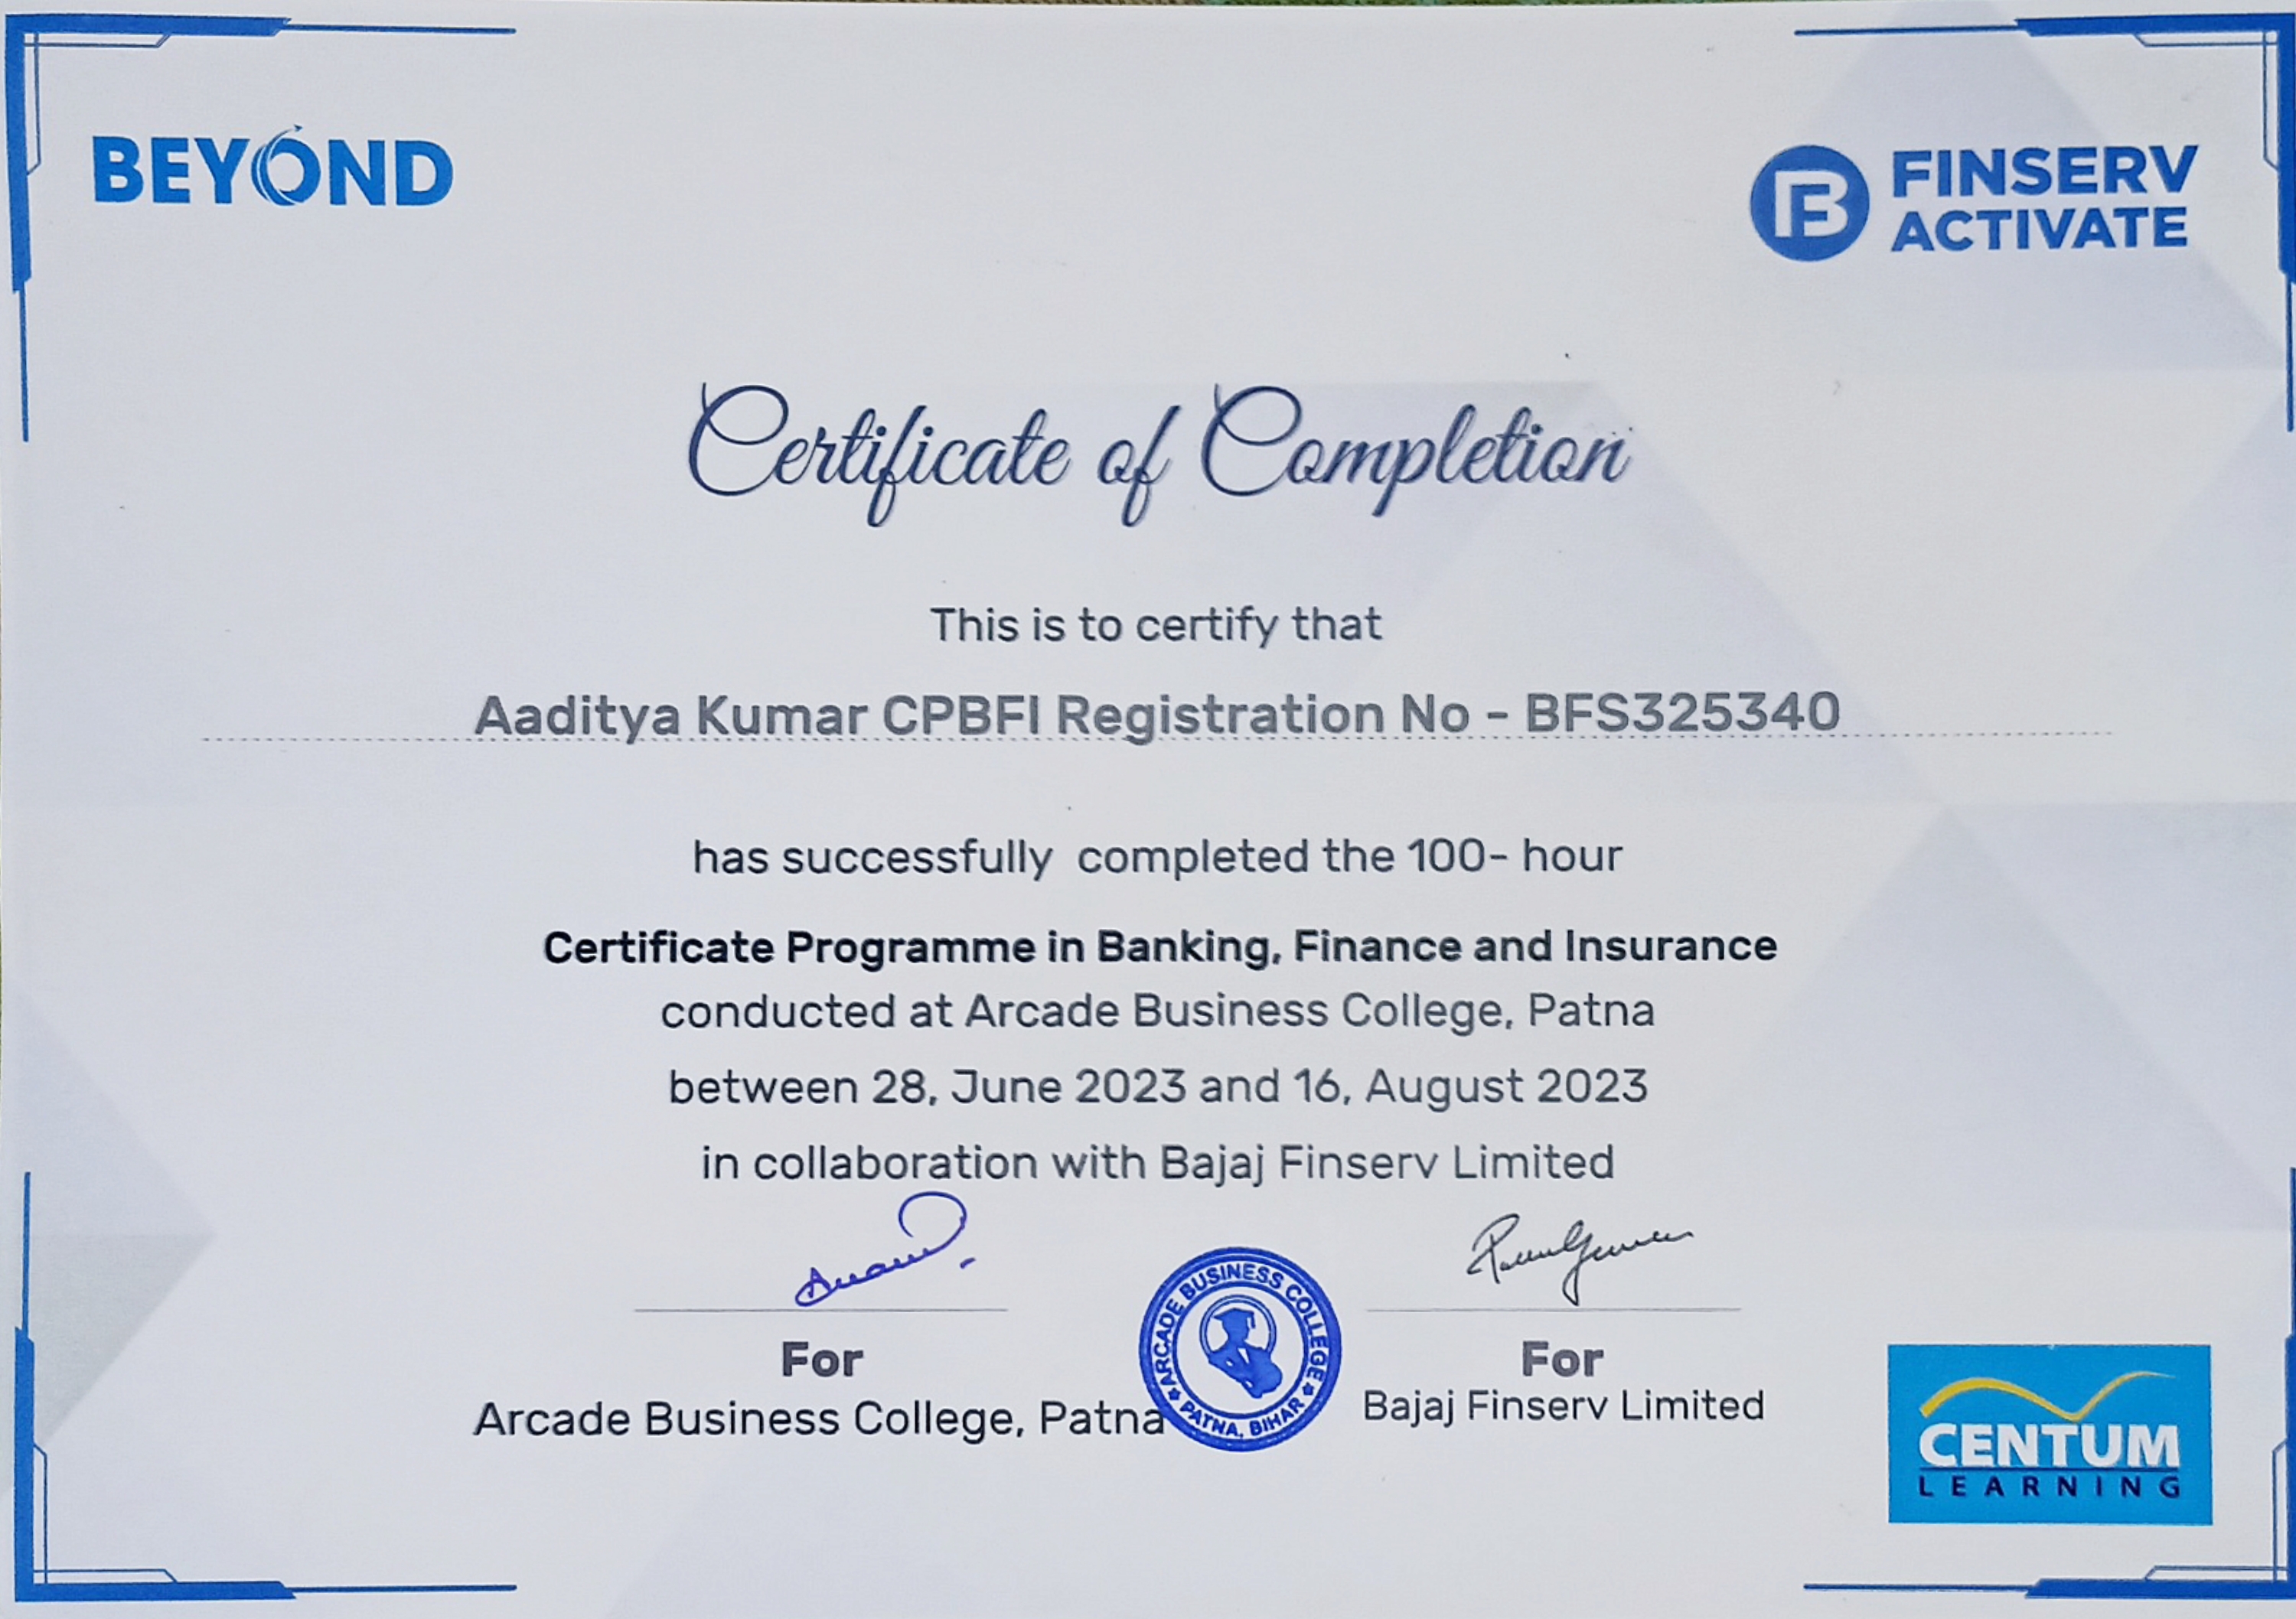 BEYOND
FINSERV
ACTIVATE
Certificate of Completion
This is to certify that
Aaditya Kumar CPBFI Registration No - BFS325340
has successfully completed the 100- hour
Certificate Programme in Banking, Finance and Insurance
conducted at Arcade Business College, Patna
between 28, June 2023 and 16, August 2023
in collaboration with Bajaj Finserv Limited
For
Arcade Business College, Patna
ARCADE BUSINESS COLLEGE
PATNA, BIHAR
For
Bajaj Finserv Limited
CENTUM
LEARNING